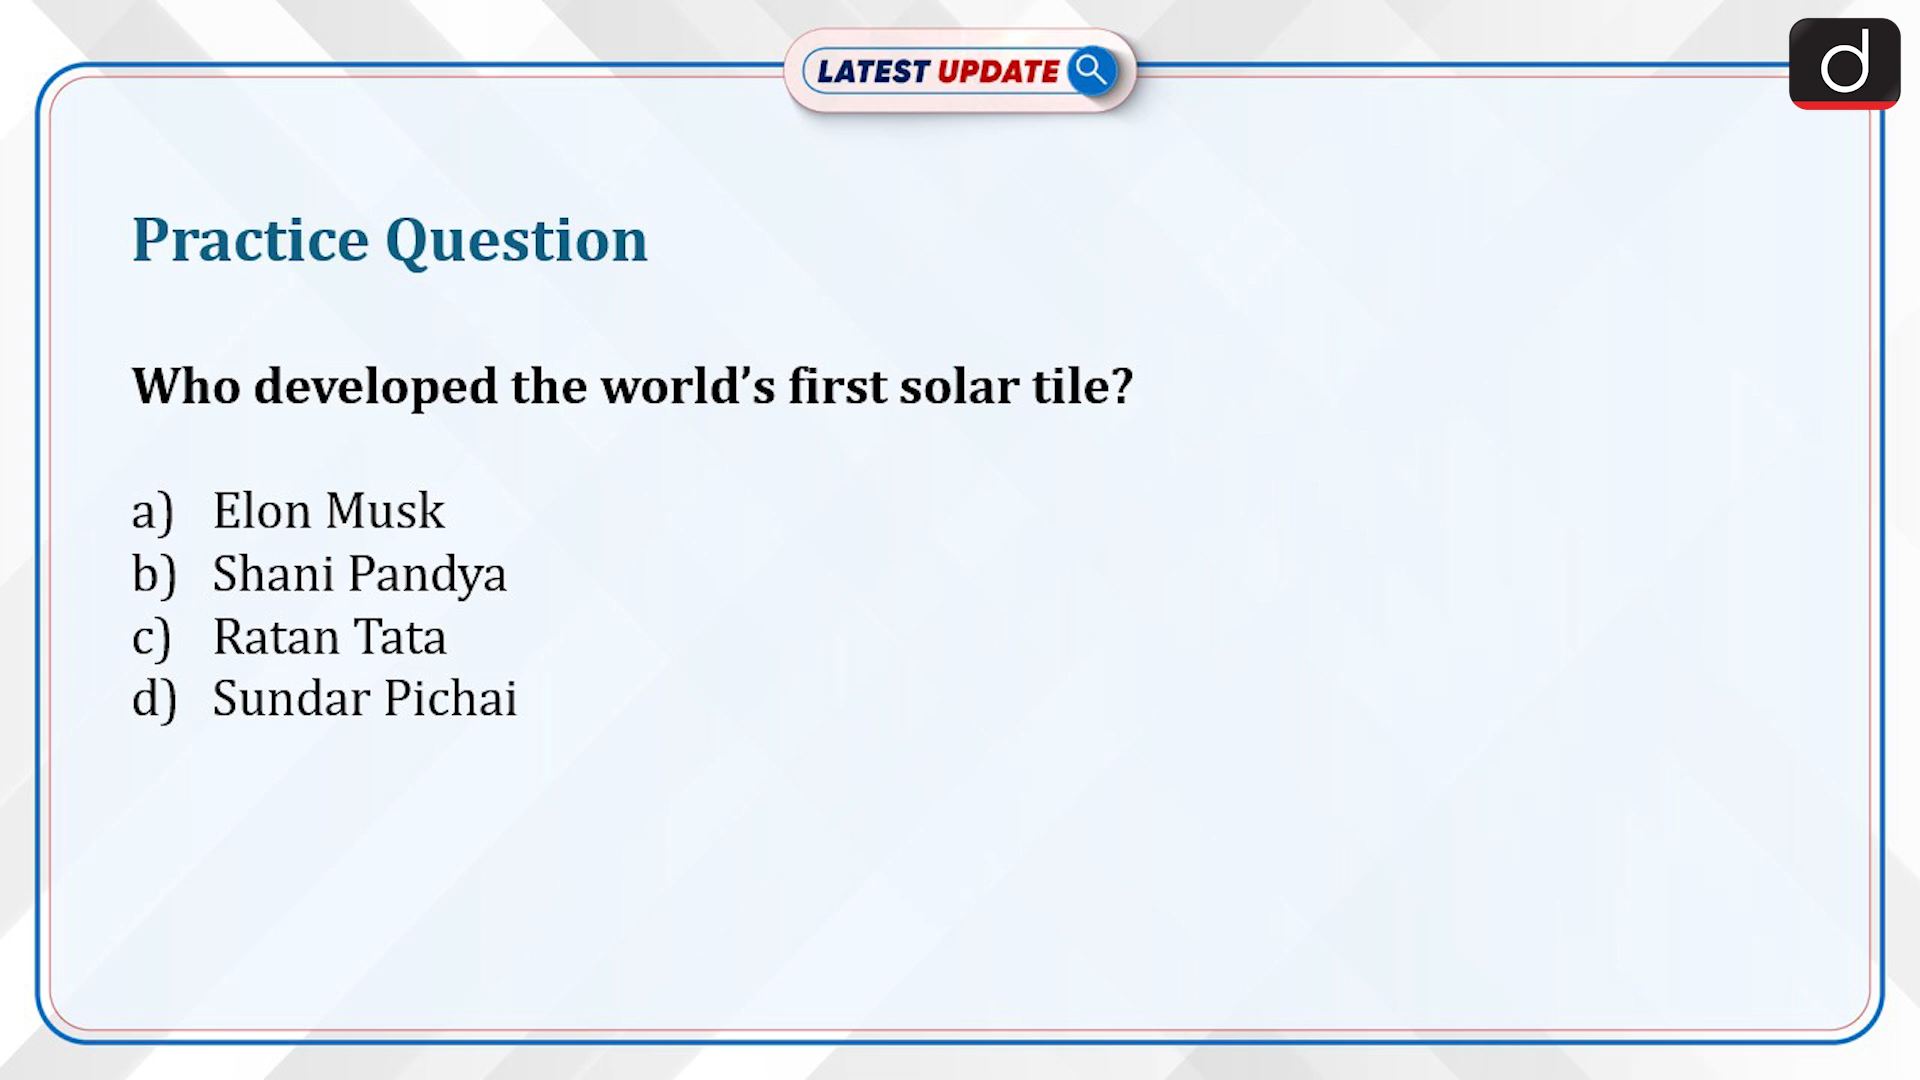 LATEST UPDATE
d
Practice Question
Who developed the world’s first solar tile?
a) Elon Musk
b) Shani Pandya
c) Ratan Tata
d) Sundar Pichai